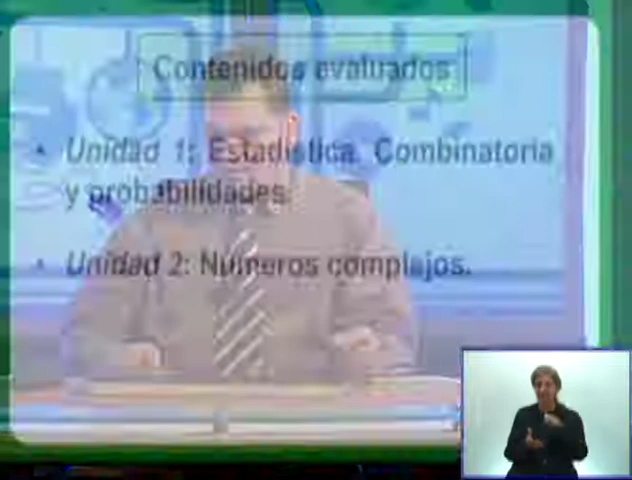 Contenidos evaluados
• Unidad 1: Estadística. Combinatoria
y probabilidades.
• Unidad 2: Números complejos.